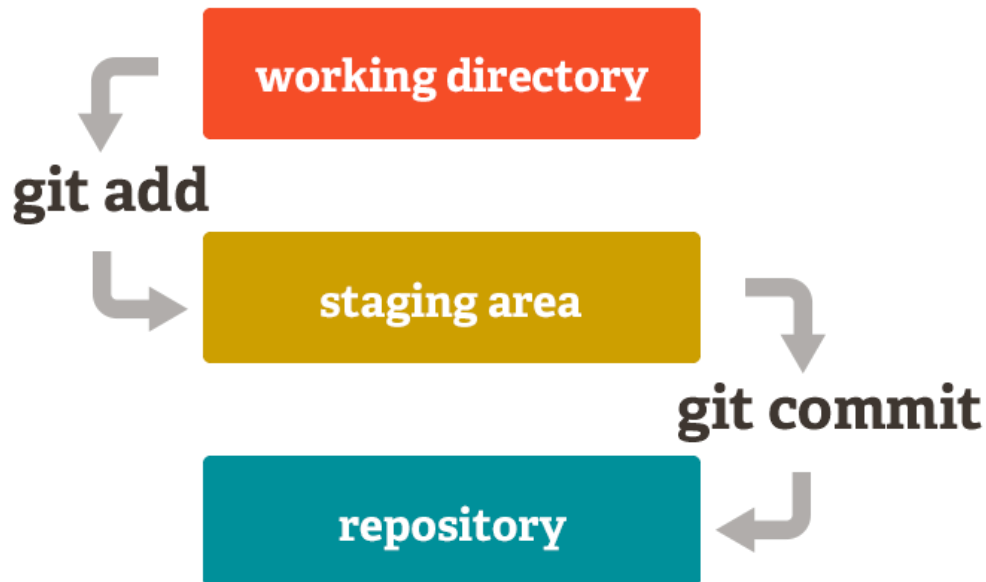 working directory
git add
staging area
git commit
repository